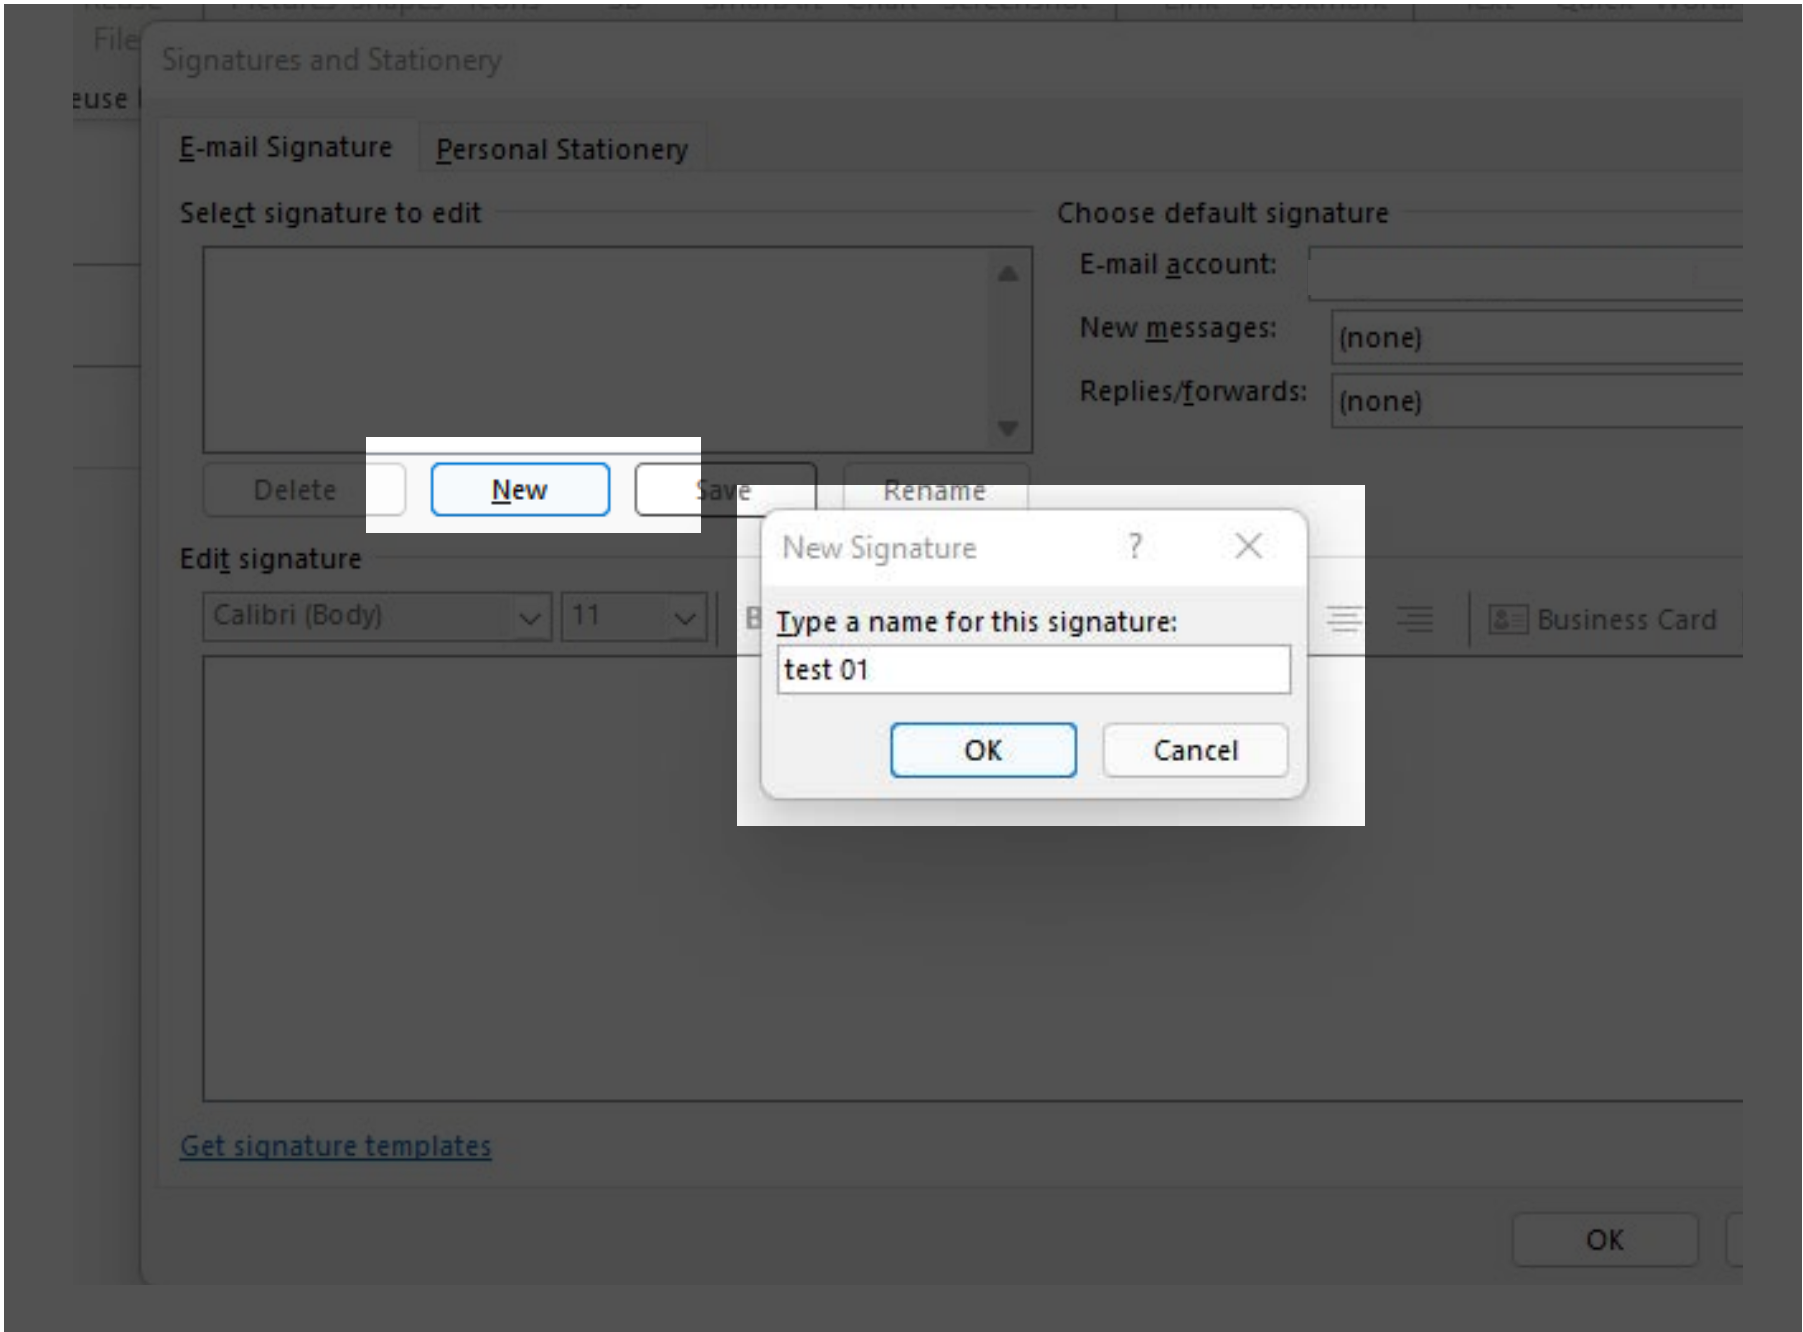 File
Signatures and Stationery
E-mail Signature
Personal Stationery
Select signature to edit
Choose default signature
E-mail account:
New messages:
(none)
Replies/forwards:
(none)
Delete
New
Save
Rename
Edit signature
Calibri (Body)
11
B
Business Card
New Signature
?
Type a name for this signature:
test 01
OK
Cancel
Get signature templates
OK